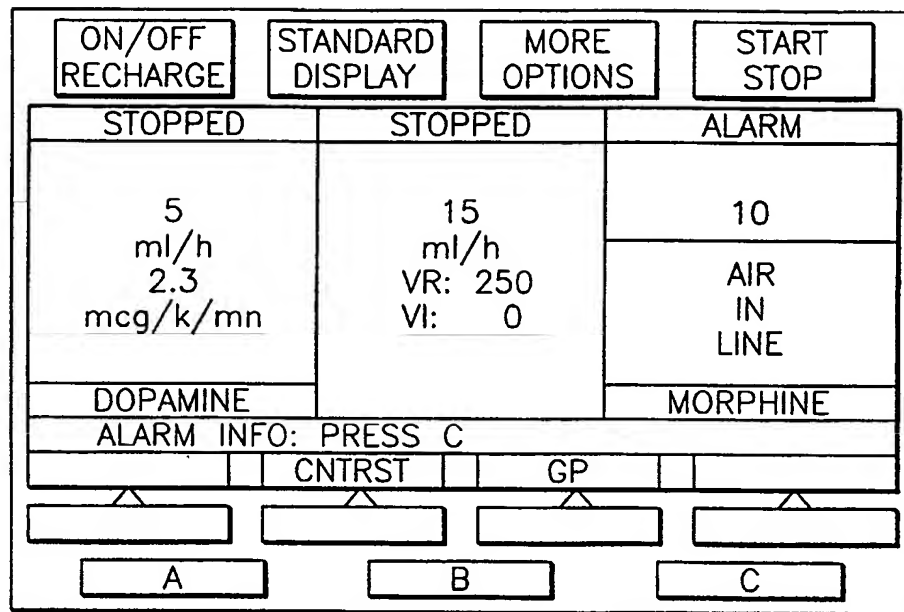 ON/OFF
RECHARGE
STANDARD
DISPLAY
MORE
OPTIONS
START
STOP
STOPPED
5
ml/h
2.3
mcg/k/mn
DOPAMINE
STOPPED
15
ml/h
VR: 250
VI: 0
ALARM
10
AIR
IN
LINE
MORPHINE
ALARM INFO: PRESS C
CNTRST
GP
A
B
C